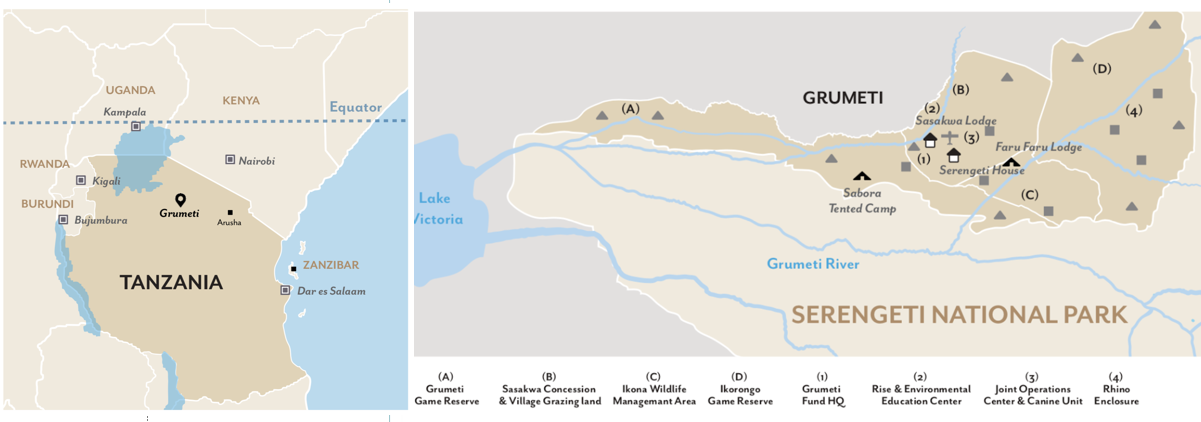 UGANDA
Kampala
KENYA
Equator
RWANDA
Nairobi
Kigali
BURUNDI
Bujumbura
Grumeti
Arusha
TANZANIA
ZANZIBAR
Dar es Salaam
(A)
GRUMETI
(B)
(D)
(2)
(4)
Sasakwa Lodge
(3)
Faru Faru Lodge
(1)
Serengeti House
Sabora
Tented Camp
(C)
Lake
Victoria
Grumeti River
SERENGETI NATIONAL PARK
(A)
Grumeti
Game Reserve
(B)
Sasakwa Concession
& Village Grazing land
(C)
Ikona Wildlife
Managemant Area
(D)
Ikorongo
Game Reserve
(1)
Grumeti
Fund HQ
(2)
Rise & Environmental
Education Center
(3)
Joint Operations
Center & Canine Unit
(4)
Rhino
Enclosure